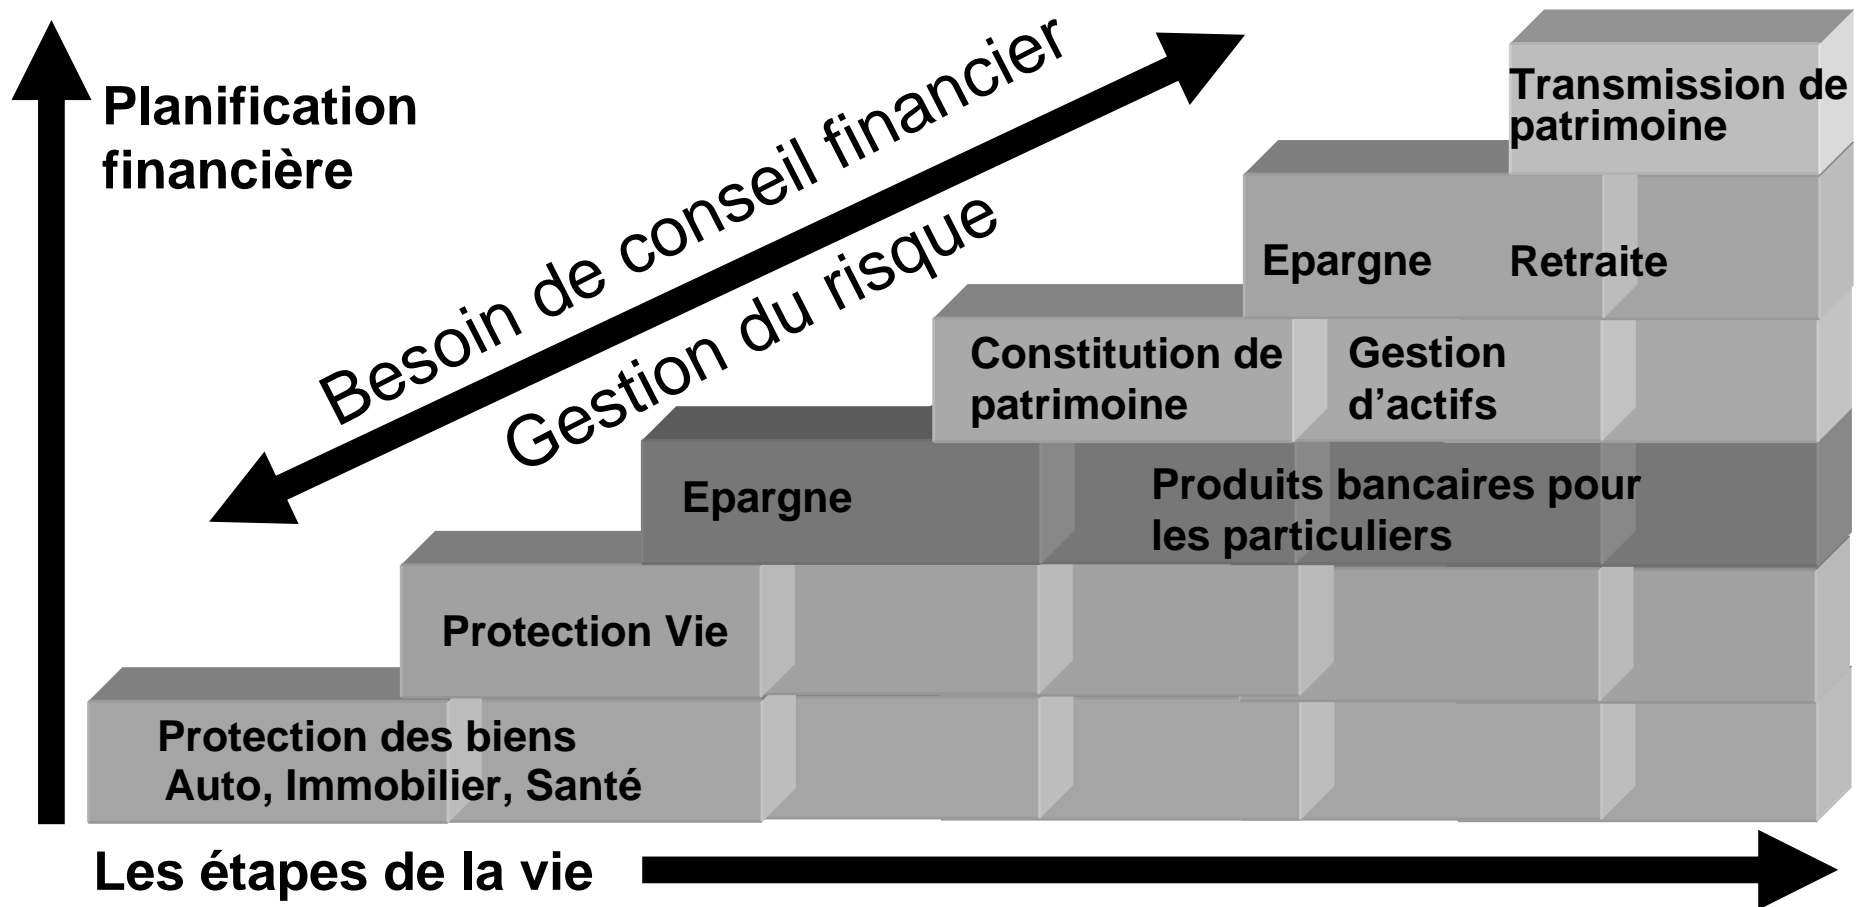 Planification
financière
Besoin de conseil financier
Gestion du risque
Transmission de
patrimoine
Epargne
Retraite
Constitution de
patrimoine
Gestion
d’actifs
Epargne
Produits bancaires pour
les particuliers
Protection Vie
Protection des biens
Auto, Immobilier, Santé
Les étapes de la vie